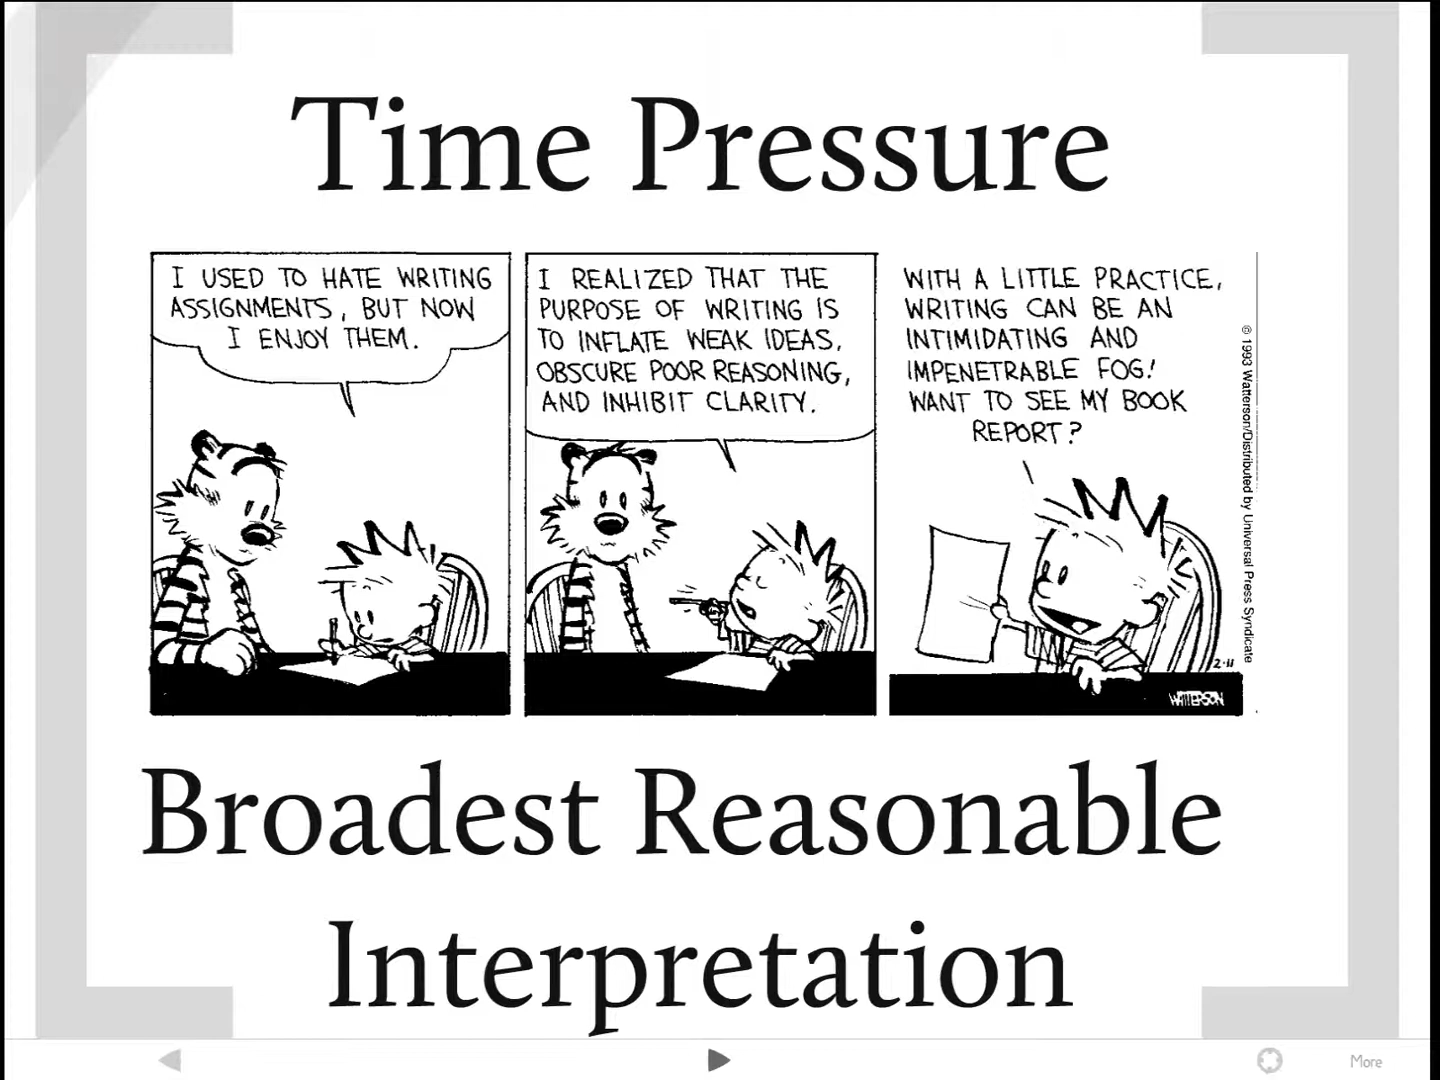 Time Pressure
I USED TO HATE WRITING
ASSIGNMENTS, BUT NOW
I ENJOY THEM.
I REALIZED THAT THE
PURPOSE OF WRITING IS
TO INFLATE WEAK IDEAS,
OBSCURE POOR REASONING,
AND INHIBIT CLARITY.
WITH A LITTLE PRACTICE,
WRITING CAN BE AN
INTIMIDATING AND
IMPENETRABLE FOG!
WANT TO SEE MY BOOK
REPORT?
© 1993 Watterson/Distributed by Universal Press Syndicate
2-11
WATTERSON
Broadest Reasonable
Interpretation
More